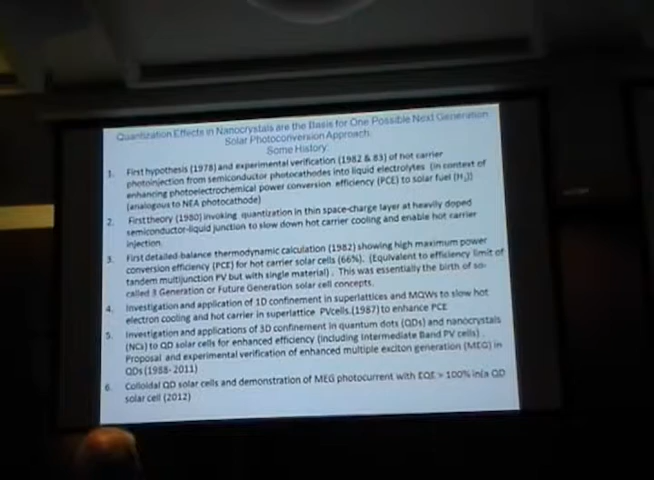 Quantization Effects in Nanocrystals are the Basis for One Possible Next Generation
Solar Photoconversion Approach:
Some History:
1. First hypothesis (1978) and experimental verification (1982 & 83) of hot carrier
photoinjection from semiconductor photocathodes into liquid electrolytes (in context of
enhancing photoelectrochemical power conversion efficiency (PCE) to solar fuel (H2))
(analogous to NEA photocathode)
2. First theory (1980) invoking quantization in thin space-charge layer at heavily doped
semiconductor-liquid junction to slow down hot carrier cooling and enable hot carrier
injection.
3. First detailed balance thermodynamic calculation (1982) showing high maximum power
conversion efficiency (PCE) for hot carrier solar cells (66%). (Equivalent to efficiency limit of
tandem multijunction PV but with single material). This was essentially the birth of so-
called 3 Generation or Future Generation solar cell concepts.
4. Investigation and application of 1D confinement in superlattices and MQWs to slow hot
electron cooling and hot carrier in superlattice PVcells.(1987) to enhance PCE
5. Investigation and applications of 3D confinement in quantum dots (QDs) and nanocrystals
(NCs) to QD solar cells for enhanced efficiency (including Intermediate Band PV cells).
Proposal and experimental verification of enhanced multiple exciton generation (MEG) in
QDs (1988-2011)
6. Colloidal QD solar cells and demonstration of MEG photocurrent with EQE > 100% in(a QD
solar cell (2012)